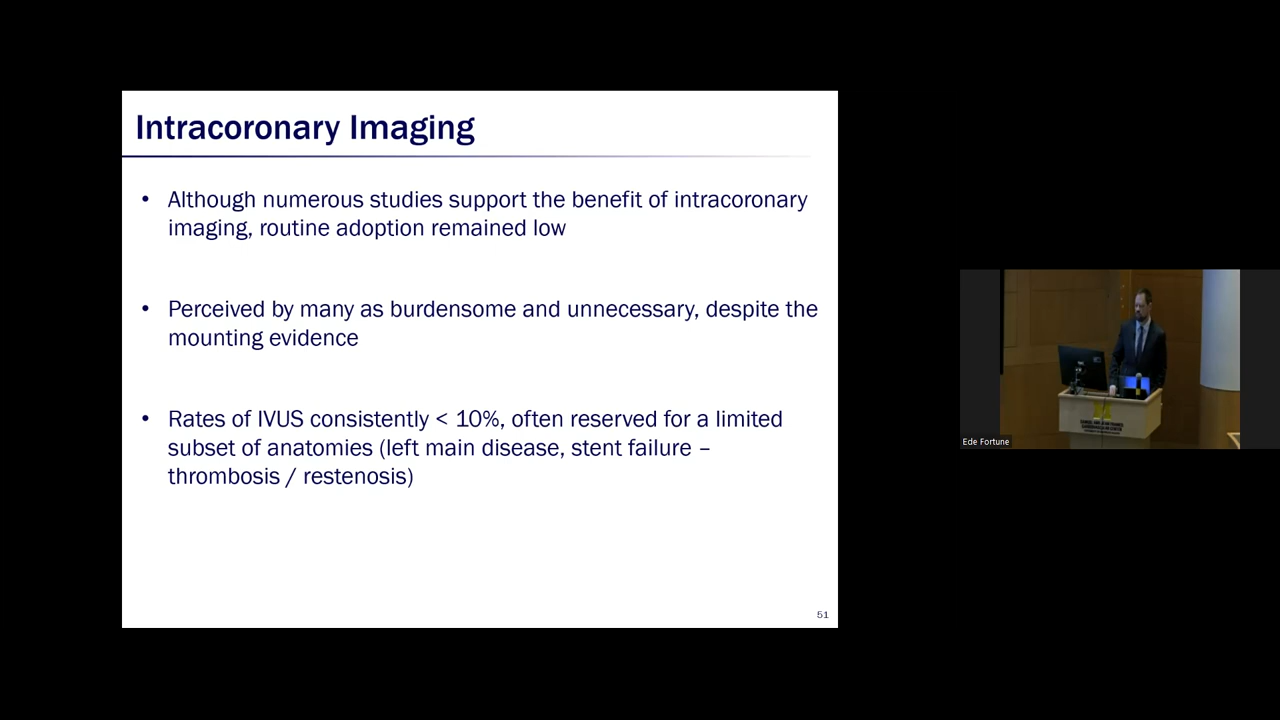 Intracoronary Imaging
• Although numerous studies support the benefit of intracoronary
imaging, routine adoption remained low
• Perceived by many as burdensome and unnecessary, despite the
mounting evidence
• Rates of IVUS consistently < 10%, often reserved for a limited
subset of anatomies (left main disease, stent failure –
thrombosis / restenosis)
51
Ede Fortune